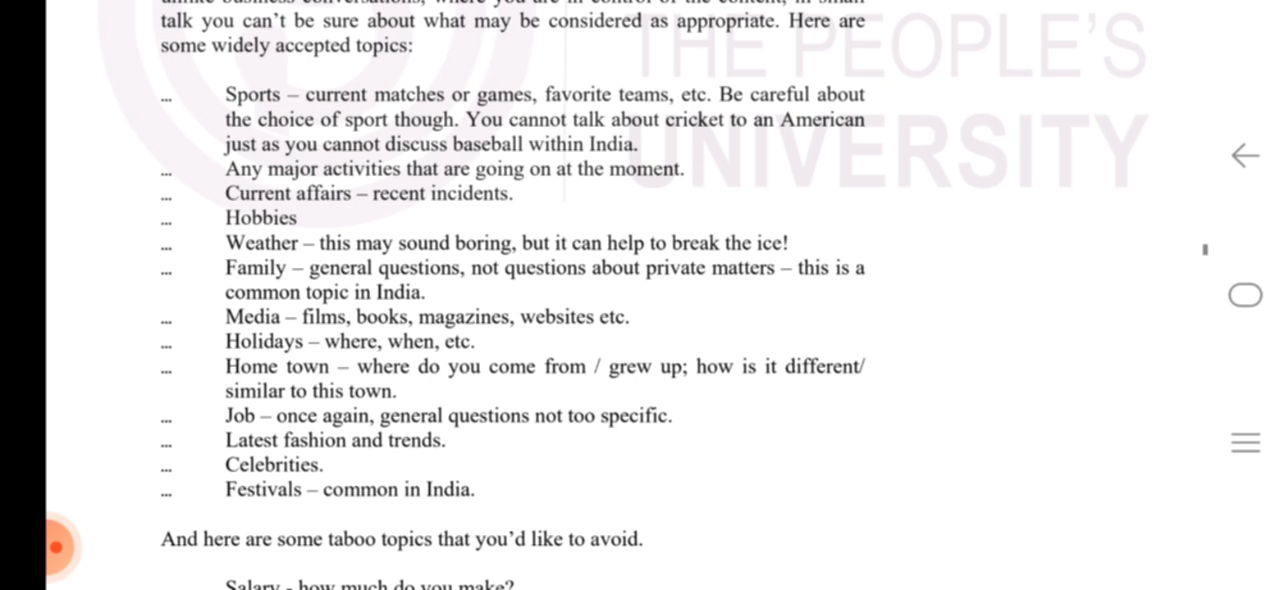 talk you can't be sure about what may be considered as appropriate. Here are
some widely accepted topics:
THE PEOPLE'S
UNIVERSITY
... Sports – current matches or games, favorite teams, etc. Be careful about
the choice of sport though. You cannot talk about cricket to an American
just as you cannot discuss baseball within India.
... Any major activities that are going on at the moment.
... Current affairs – recent incidents.
... Hobbies
... Weather – this may sound boring, but it can help to break the ice!
... Family – general questions, not questions about private matters – this is a
common topic in India.
... Media – films, books, magazines, websites etc.
... Holidays – where, when, etc.
... Home town – where do you come from / grew up; how is it different/
similar to this town.
... Job – once again, general questions not too specific.
... Latest fashion and trends.
... Celebrities.
... Festivals – common in India.
And here are some taboo topics that you'd like to avoid.
Salary - how much do you make?